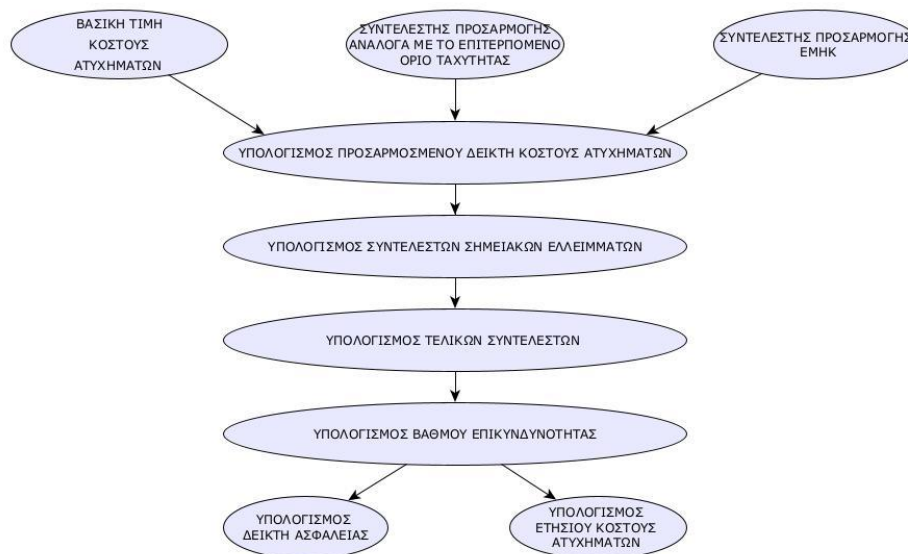 ΒΑΣΙΚΗ ΤΙΜΗ
ΚΟΣΤΟΥΣ
ΑΤΥΧΗΜΑΤΩΝ
ΣΥΝΤΕΛΕΣΤΗΣ ΠΡΟΣΑΡΜΟΓΗΣ
ΑΝΑΛΟΓΑ ΜΕ ΤΟ ΕΠΙΤΕΡΠΟΜΕΝΟ
ΟΡΙΟ ΤΑΧΥΤΗΤΑΣ
ΣΥΝΤΕΛΕΣΤΗΣ ΠΡΟΣΑΡΜΟΓΗΣ
ΕΜΗΚ
ΥΠΟΛΟΓΙΣΜΟΣ ΠΡΟΣΑΡΜΟΣΜΕΝΟΥ ΔΕΙΚΤΗ ΚΟΣΤΟΥΣ ΑΤΥΧΗΜΑΤΩΝ
ΥΠΟΛΟΓΙΣΜΟΣ ΣΥΝΤΕΛΕΣΤΩΝ ΣΗΜΕΙΑΚΩΝ ΕΛΛΕΙΜΜΑΤΩΝ
ΥΠΟΛΟΓΙΣΜΟΣ ΤΕΛΙΚΩΝ ΣΥΝΤΕΛΕΣΤΩΝ
ΥΠΟΛΟΓΙΣΜΟΣ ΒΑΘΜΟΥ ΕΠΙΚΥΝΔΥΝΟΤΗΤΑΣ
ΥΠΟΛΟΓΙΣΜΟΣ
ΔΕΙΚΤΗ ΑΣΦΑΛΕΙΑΣ
ΥΠΟΛΟΓΙΣΜΟΣ
ΕΤΗΣΙΟΥ ΚΟΣΤΟΥΣ
ΑΤΥΧΗΜΑΤΩΝ